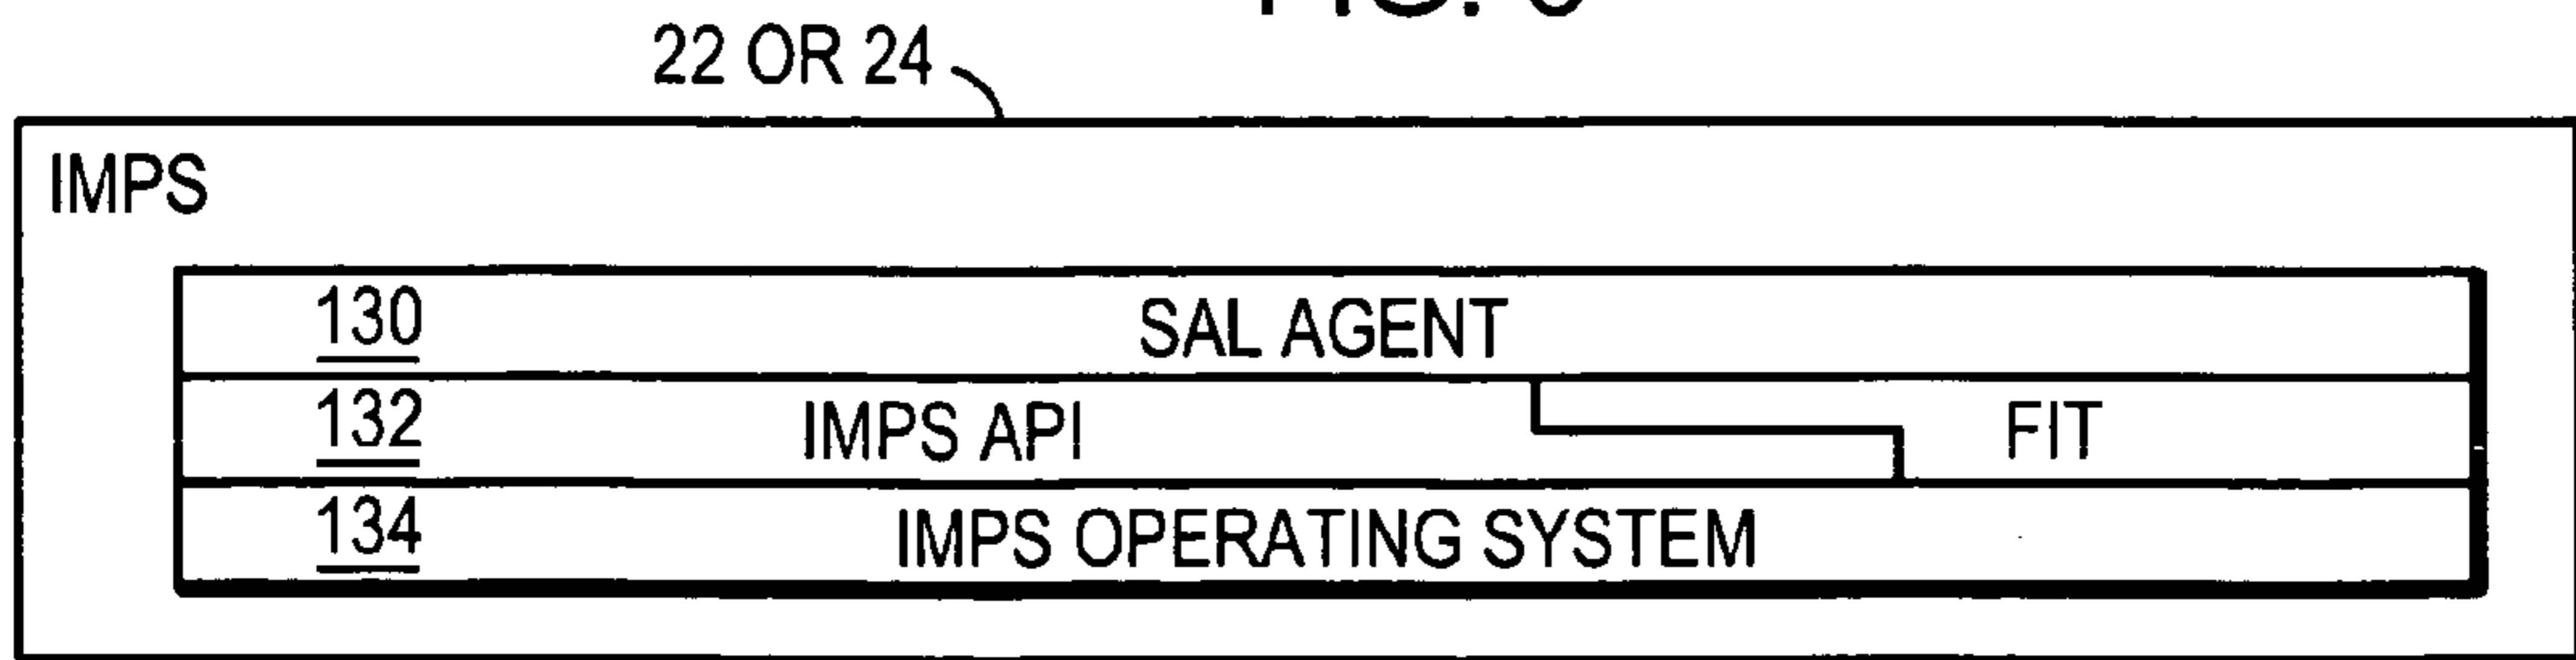 22 OR 24
IMPS
130 SAL AGENT
132 IMPS API FIT
134 IMPS OPERATING SYSTEM